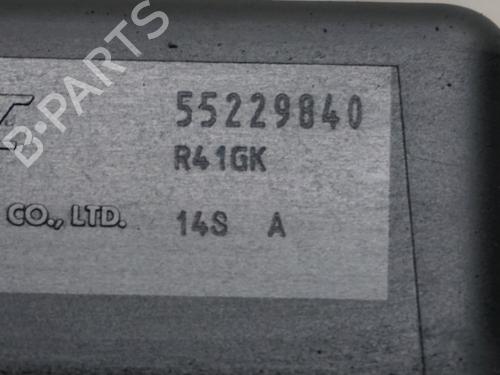 B-PARTS
55229840
R41GK
CO., LTD.
14S A